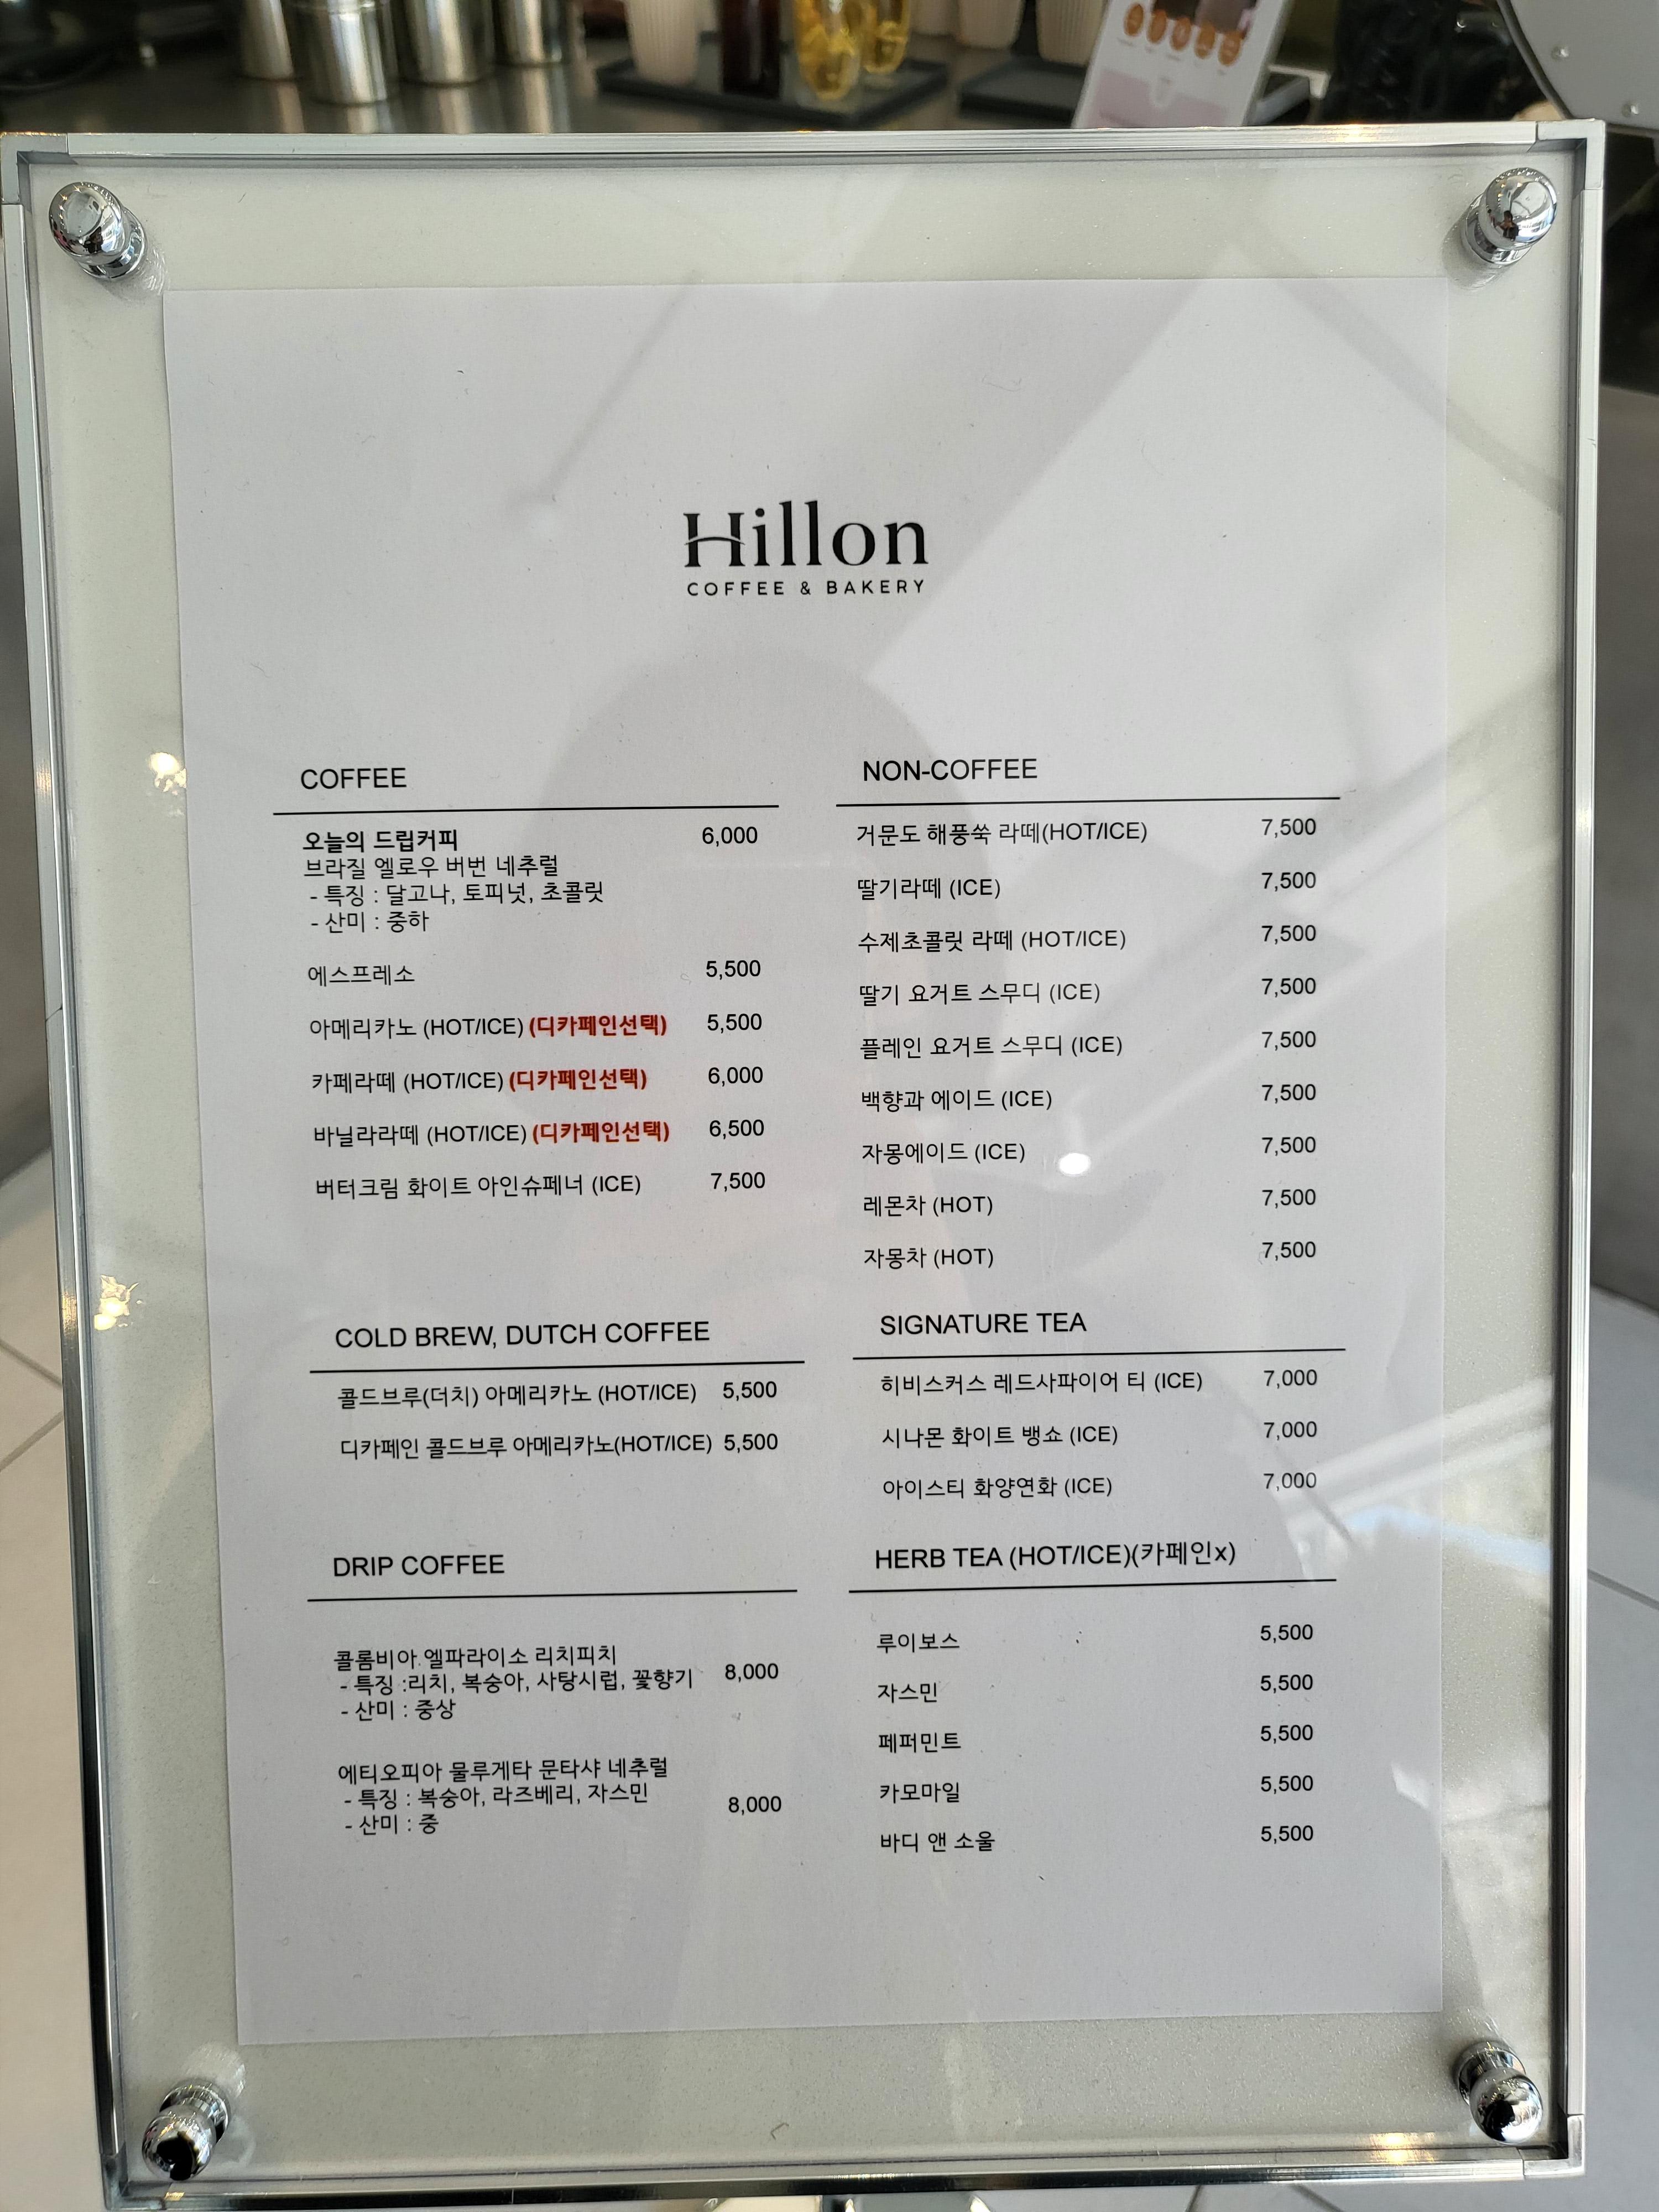 Hillon
COFFEE & BAKERY
COFFEE
오늘의 드립커피 6,000
브라질 엘로우 버번 네추럴
- 특징 : 달고나, 토피넛, 초콜릿
- 산미 : 중하
에스프레소 5,500
아메리카노 (HOT/ICE) (디카페인선택) 5,500
카페라떼 (HOT/ICE) (디카페인선택) 6,000
바닐라라떼 (HOT/ICE) (디카페인선택) 6,500
버터크림 화이트 아인슈페너 (ICE) 7,500
NON-COFFEE
거문도 해풍쑥 라떼(HOT/ICE) 7,500
딸기라떼 (ICE) 7,500
수제초콜릿 라떼 (HOT/ICE) 7,500
딸기 요거트 스무디 (ICE) 7,500
플레인 요거트 스무디 (ICE) 7,500
백향과 에이드 (ICE) 7,500
자몽에이드 (ICE) 7,500
레몬차 (HOT) 7,500
자몽차 (HOT) 7,500
COLD BREW, DUTCH COFFEE
콜드브루(더치) 아메리카노 (HOT/ICE) 5,500
디카페인 콜드브루 아메리카노(HOT/ICE) 5,500
SIGNATURE TEA
히비스커스 레드사파이어 티 (ICE) 7,000
시나몬 화이트 뱅쇼 (ICE) 7,000
아이스티 화양연화 (ICE) 7,000
DRIP COFFEE
콜롬비아 엘파라이소 리치피치
- 특징 :리치, 복숭아, 사탕시럽, 꽃향기 8,000
- 산미 : 중상
에티오피아 물루게타 문타샤 네추럴
- 특징 : 복숭아, 라즈베리, 자스민 8,000
- 산미 : 중
HERB TEA (HOT/ICE)(카페인x)
루이보스 5,500
자스민 5,500
페퍼민트 5,500
카모마일 5,500
바디 앤 소울 5,500